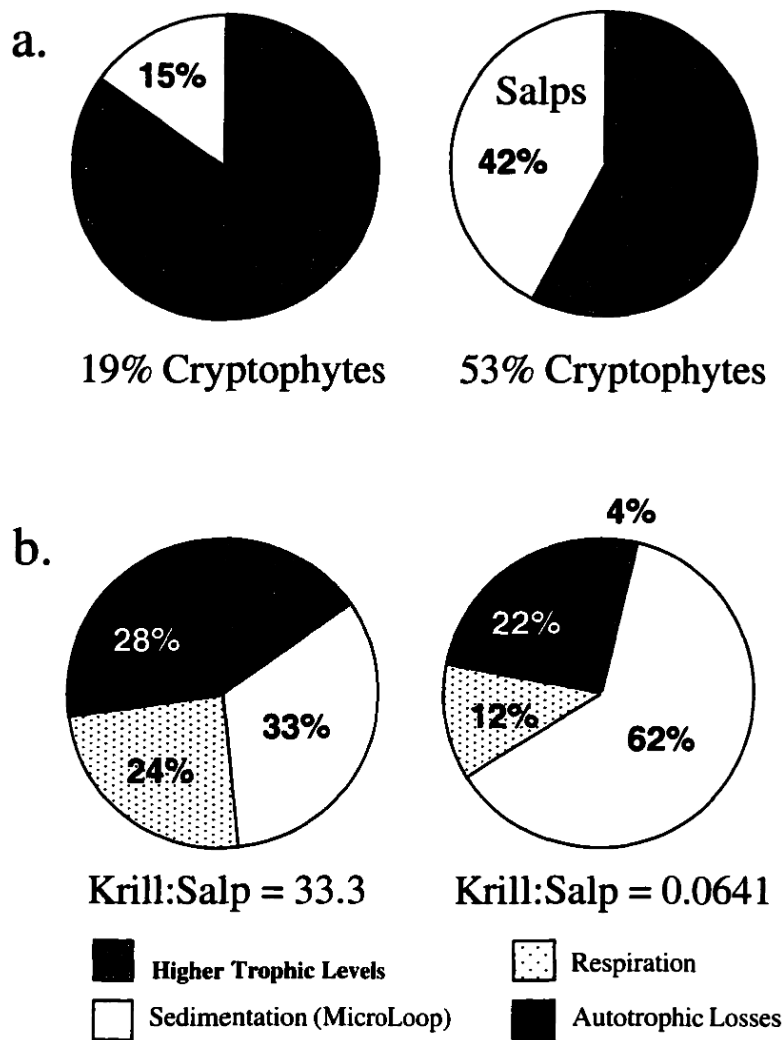 a.
15%
Salps
42%
19% Cryptophytes
53% Cryptophytes
b.
4%
28%
33%
24%
22%
12%
62%
Krill:Salp = 33.3
Krill:Salp = 0.0641
Higher Trophic Levels
Respiration
Sedimentation (MicroLoop)
Autotrophic Losses